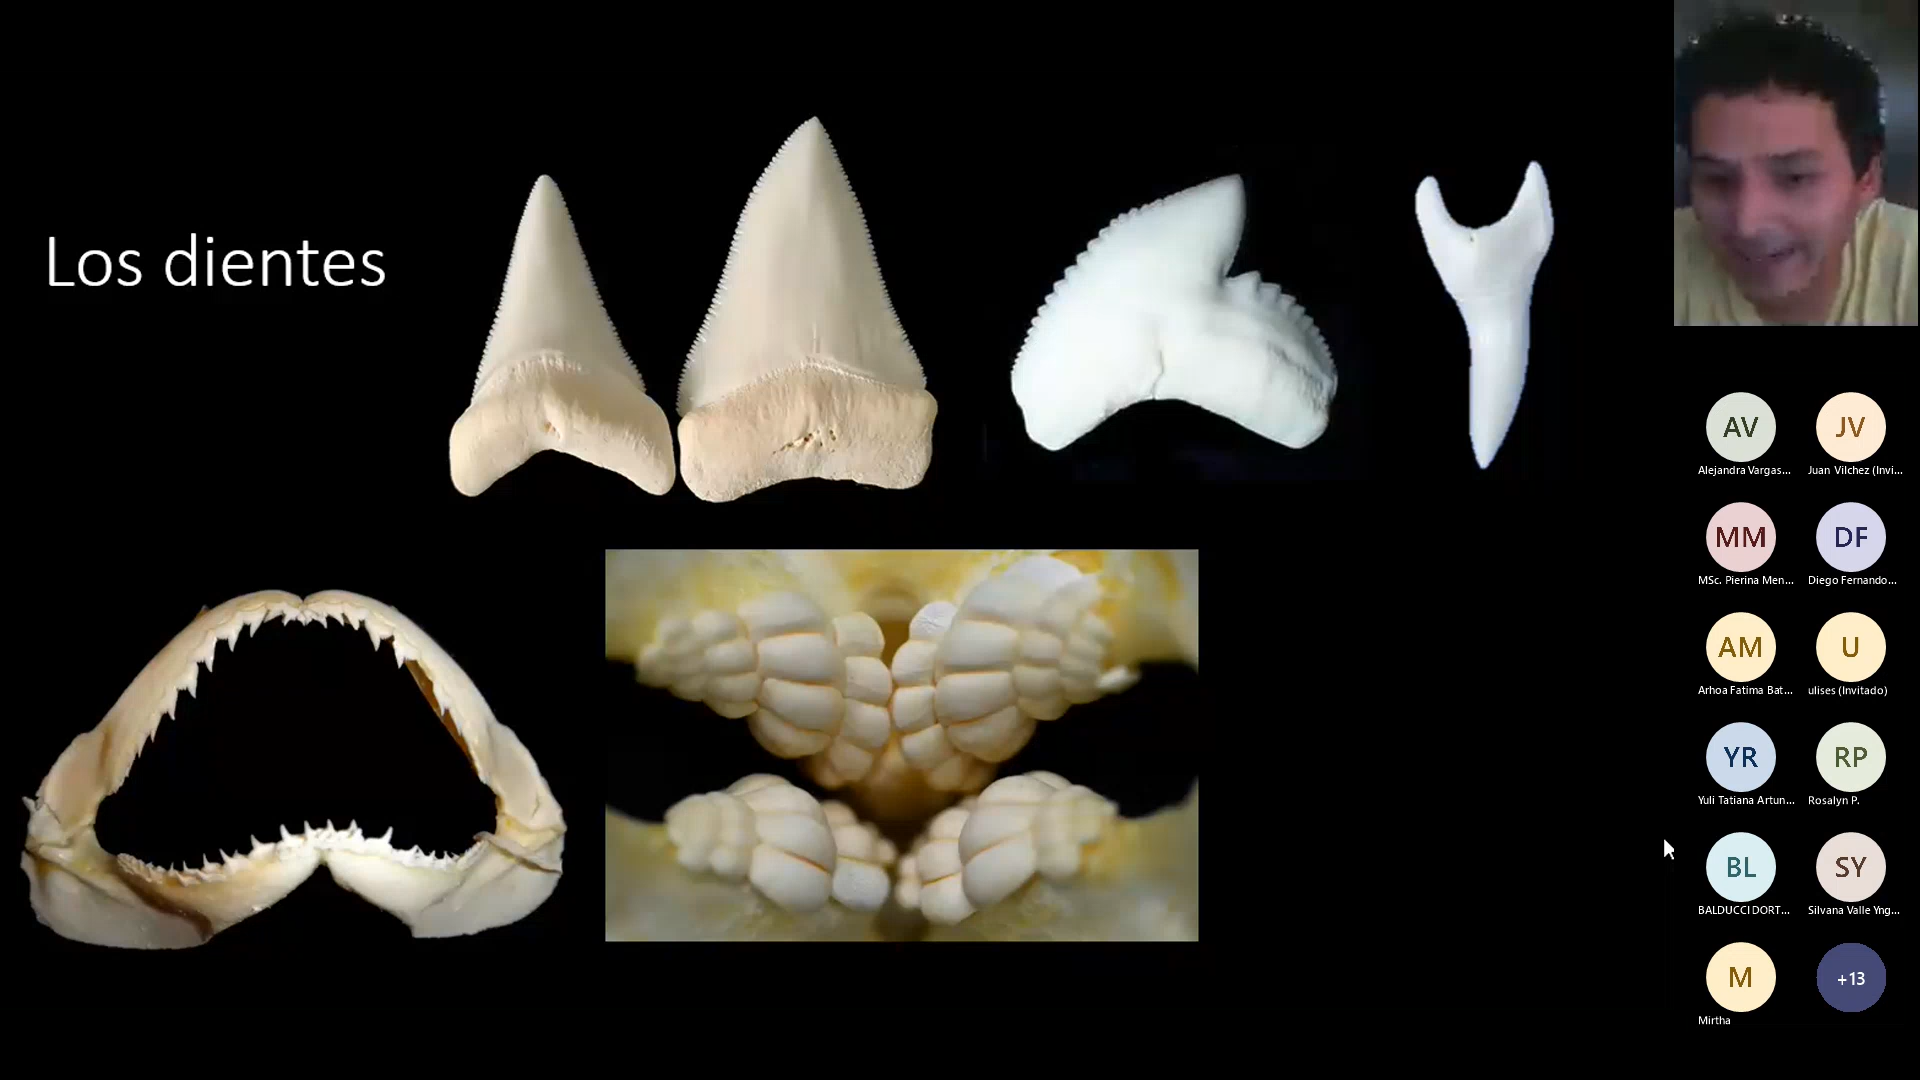 Los dientes
AV
JV
Alejandra Vargas...
Juan Vilchez (Invi...
MM
DF
MSc. Pierina Men...
Diego Fernando...
AM
U
Arhoa Fatima Bat...
ulises (Invitado)
YR
RP
Yuli Tatiana Artun...
Rosalyn P.
BL
SY
BALDUCCI DORT...
Silvana Valle Yng...
M
+13
Mirtha